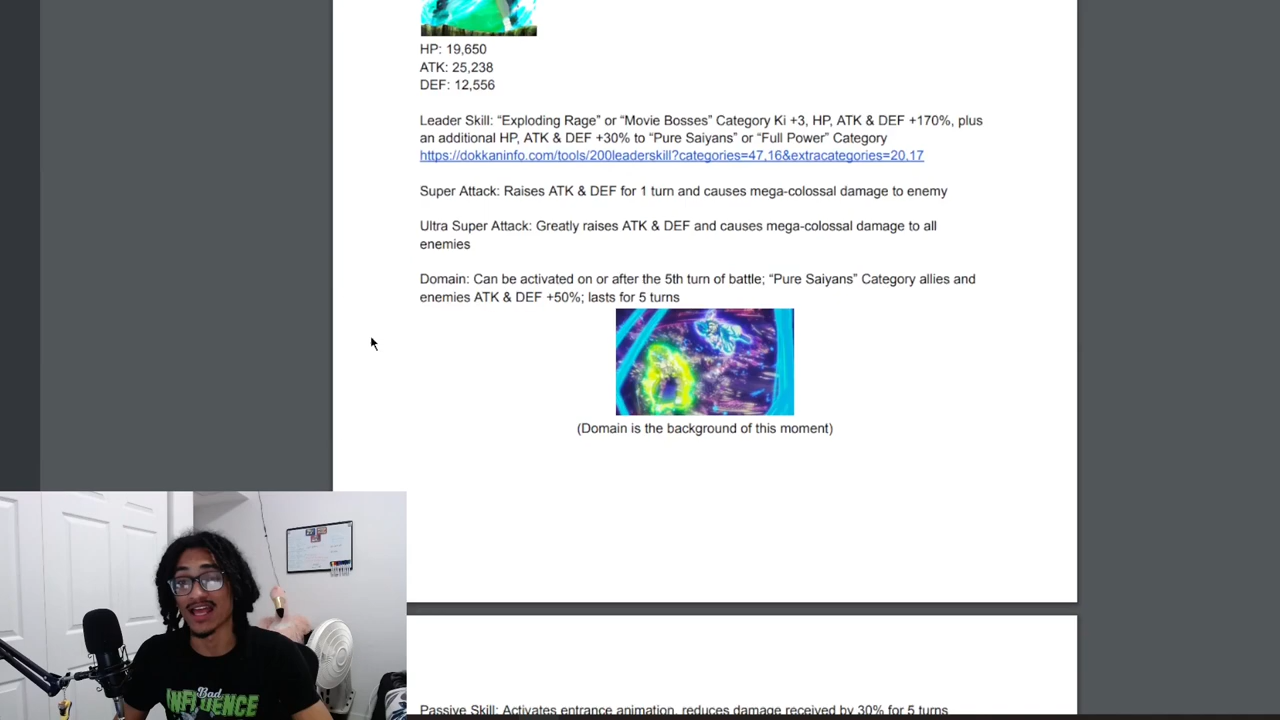 HP: 19,650
ATK: 25,238
DEF: 12,556
Leader Skill: “Exploding Rage” or “Movie Bosses” Category Ki +3, HP, ATK & DEF +170%, plus
an additional HP, ATK & DEF +30% to “Pure Saiyans” or “Full Power” Category
https://dokkaninfo.com/tools/200leaderskill?categories=47,16&extracategories=20,17
Super Attack: Raises ATK & DEF for 1 turn and causes mega-colossal damage to enemy
Ultra Super Attack: Greatly raises ATK & DEF and causes mega-colossal damage to all
enemies
Domain: Can be activated on or after the 5th turn of battle; “Pure Saiyans” Category allies and
enemies ATK & DEF +50%; lasts for 5 turns
(Domain is the background of this moment)
Bad
INFLUENCE
Passive Skill: Activates entrance animation, reduces damage received by 30% for 5 turns